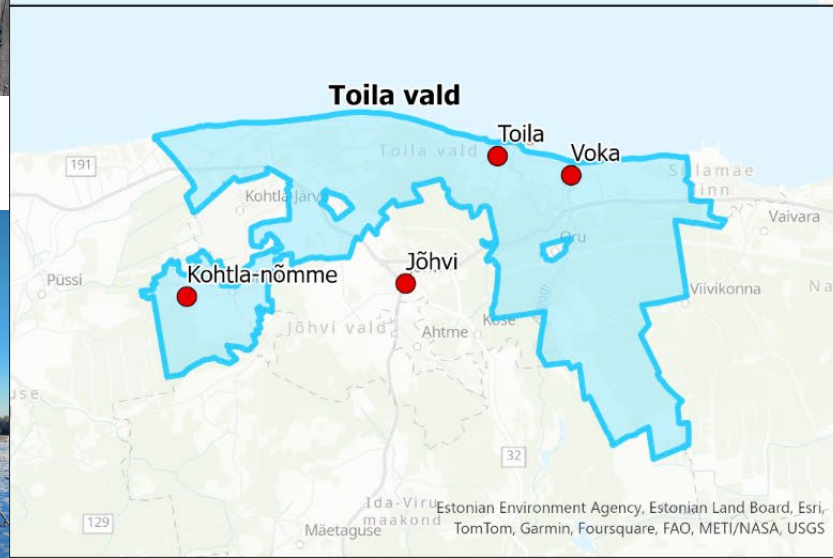 Toila vald
Toila
Toila vald
Voka
191
Sillamäe
linn
Kohtla-Järve
Vaivara
Oru
Püssi
Kohtla-nõmme
Jõhvi
Viivikonna
Na
Jõhvi vald
Ahtme
Kose
use
32
129
Ida-Viru
maakond
Mäetaguse
Estonian Environment Agency, Estonian Land Board, Esri,
TomTom, Garmin, Foursquare, FAO, METI/NASA, USGS